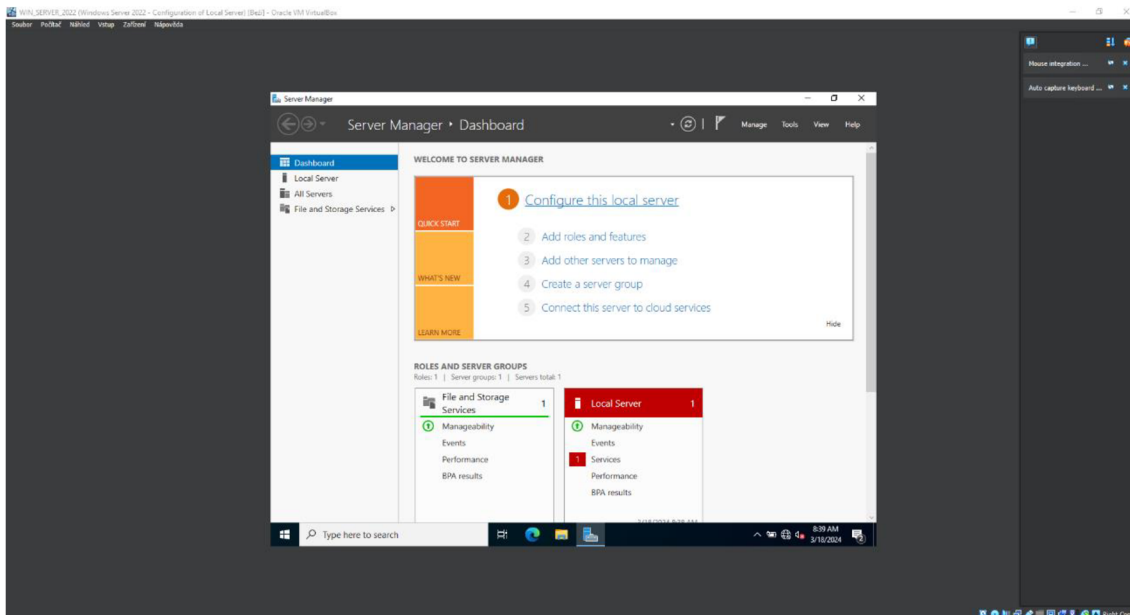 WIN_SERVER_2022 (Windows Server 2022 - Configuration of Local Server) [Beží] - Oracle VM VirtualBox
Soubor Počítač Náhled Vstup Zařízení Nápověda
Mouse integration ...
Auto capture keyboard ...
Server Manager
Server Manager • Dashboard
Manage Tools View Help
Dashboard
Local Server
All Servers
File and Storage Services
WELCOME TO SERVER MANAGER
QUICK START
WHAT'S NEW
LEARN MORE
1 Configure this local server
2 Add roles and features
3 Add other servers to manage
4 Create a server group
5 Connect this server to cloud services
Hide
ROLES AND SERVER GROUPS
Roles: 1 | Server groups: 1 | Servers total: 1
File and Storage Services 1
Manageability
Events
Performance
BPA results
Local Server 1
Manageability
Events
1 Services
Performance
BPA results
Type here to search
8:39 AM
3/18/2024
2